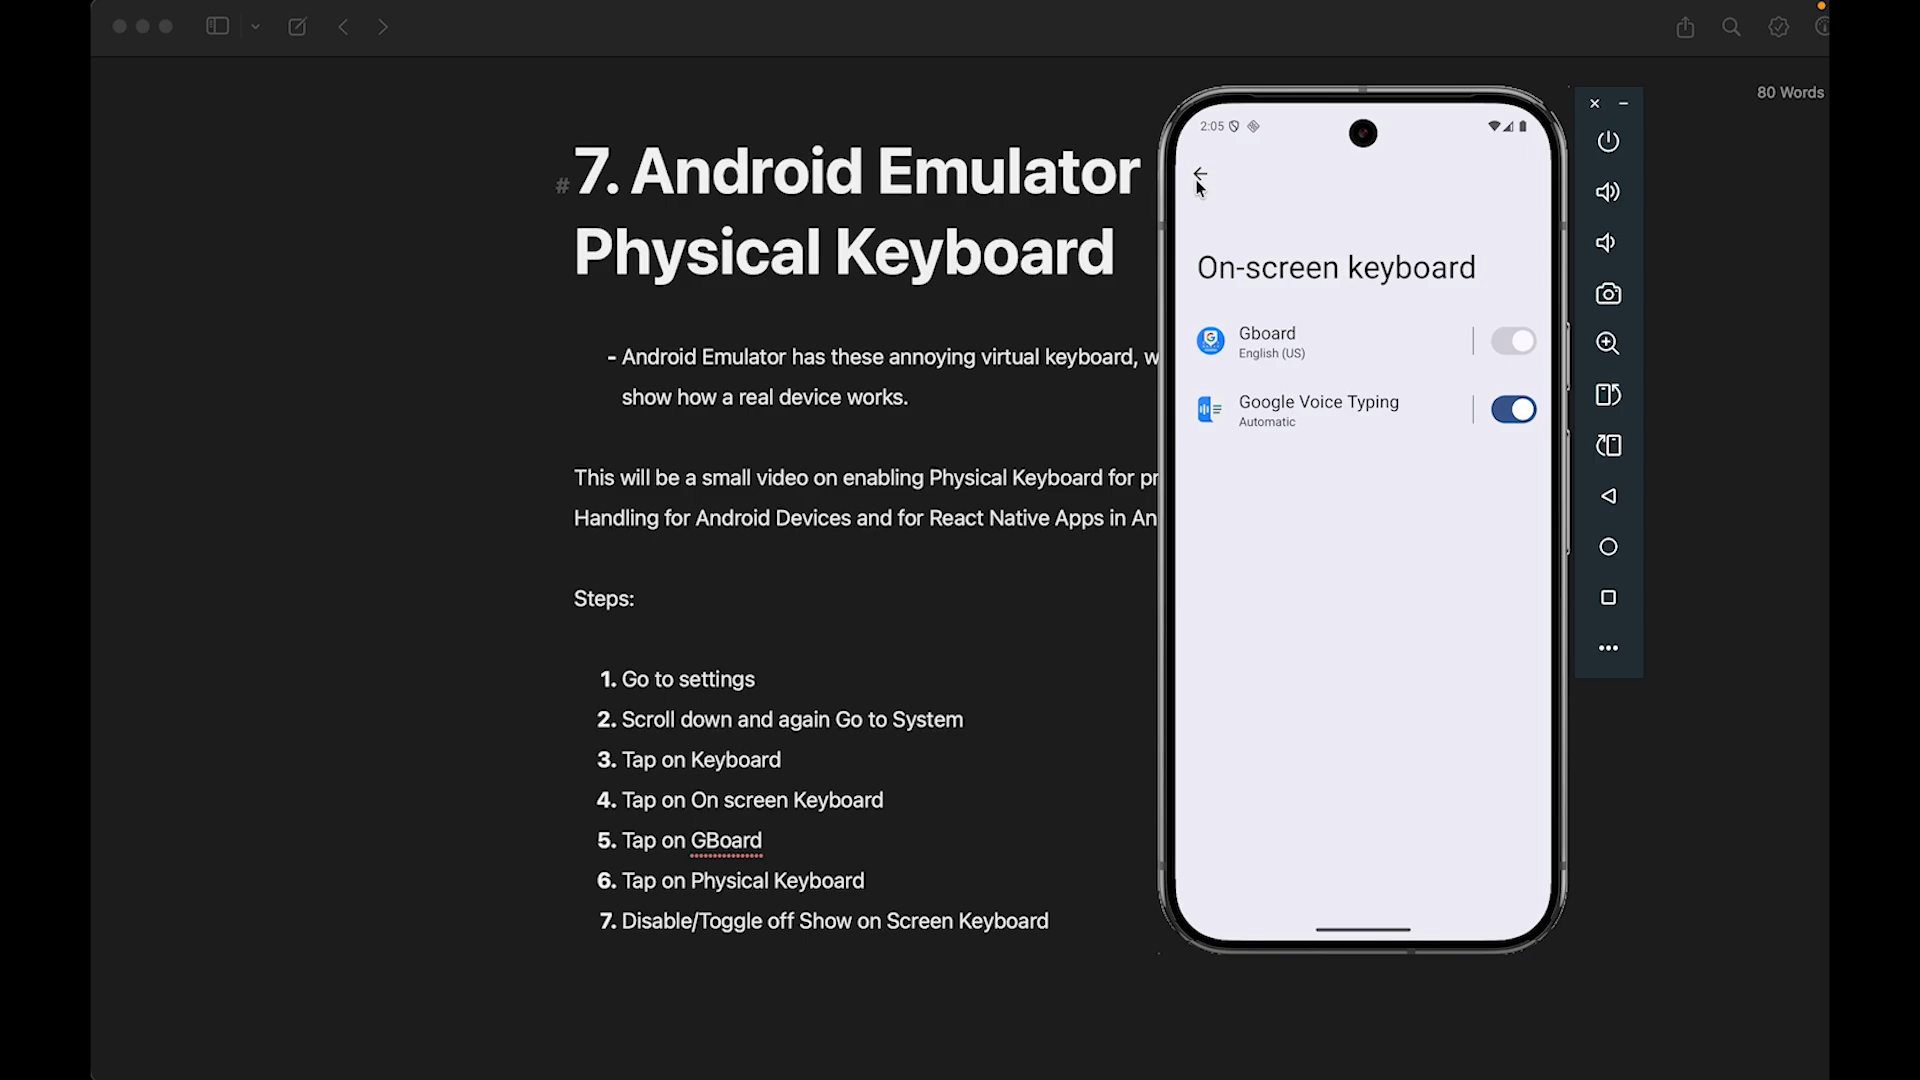 80 Words
# 7. Android Emulator
Physical Keyboard
- Android Emulator has these annoying virtual keyboard, w
show how a real device works.
This will be a small video on enabling Physical Keyboard for pr
Handling for Android Devices and for React Native Apps in An
Steps:
1. Go to settings
2. Scroll down and again Go to System
3. Tap on Keyboard
4. Tap on On screen Keyboard
5. Tap on GBoard
6. Tap on Physical Keyboard
7. Disable/Toggle off Show on Screen Keyboard
2:05
On-screen keyboard
Gboard
English (US)
Google Voice Typing
Automatic